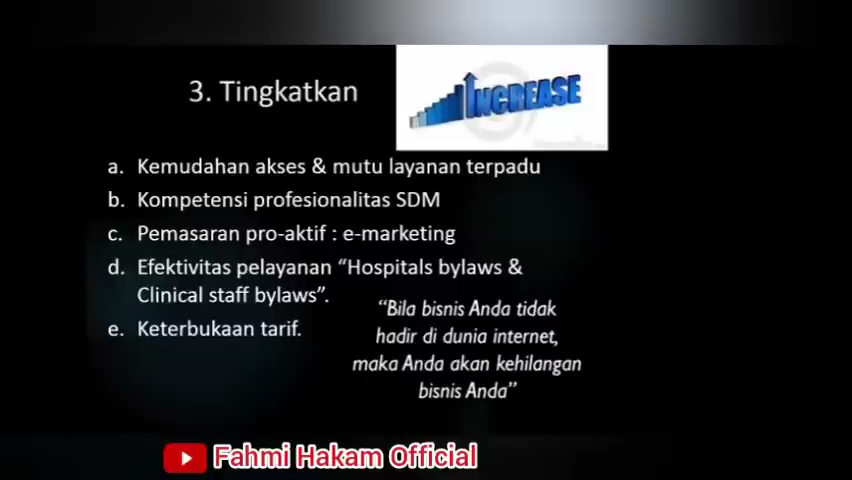 3. Tingkatkan
INCREASE
a. Kemudahan akses & mutu layanan terpadu
b. Kompetensi profesionalitas SDM
c. Pemasaran pro-aktif : e-marketing
d. Efektivitas pelayanan “Hospitals bylaws &
Clinical staff bylaws”.
e. Keterbukaan tarif.
“Bila bisnis Anda tidak
hadir di dunia internet,
maka Anda akan kehilangan
bisnis Anda”
Fahmi Hakam Official